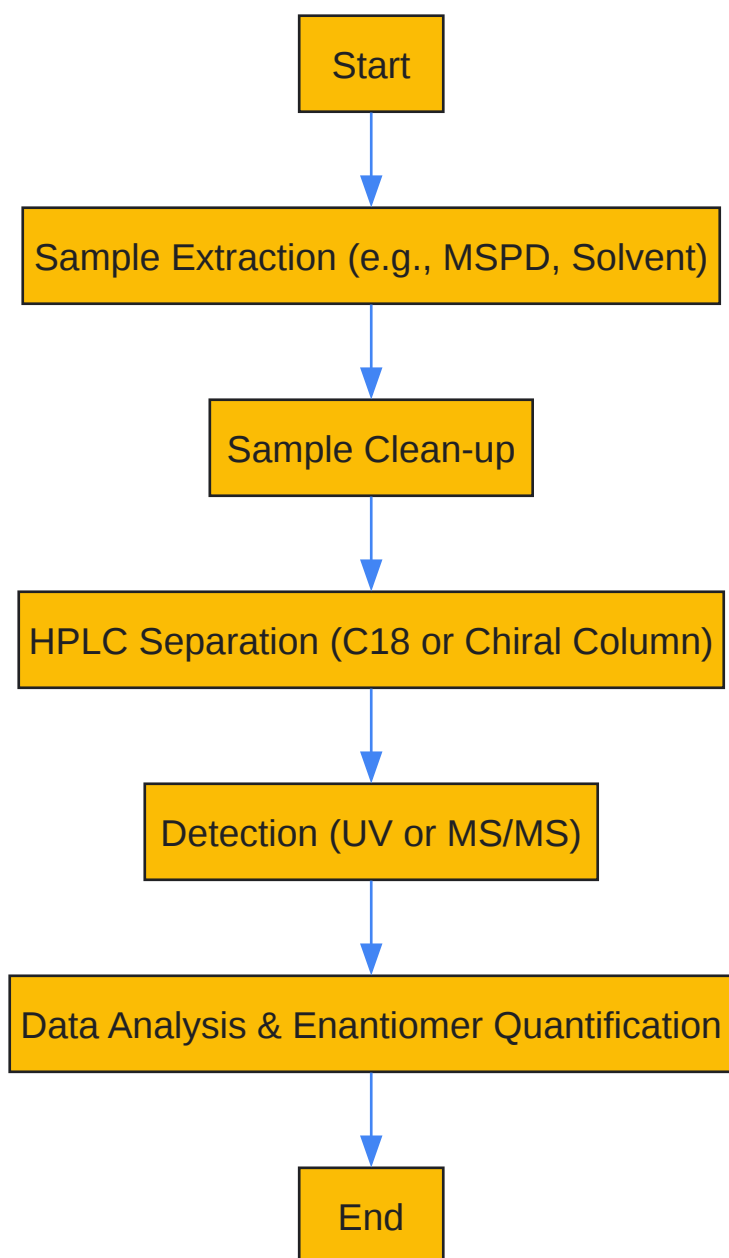 Start
Sample Extraction (e.g., MSPD, Solvent)
Sample Clean-up
HPLC Separation (C18 or Chiral Column)
Detection (UV or MS/MS)
Data Analysis & Enantiomer Quantification
End